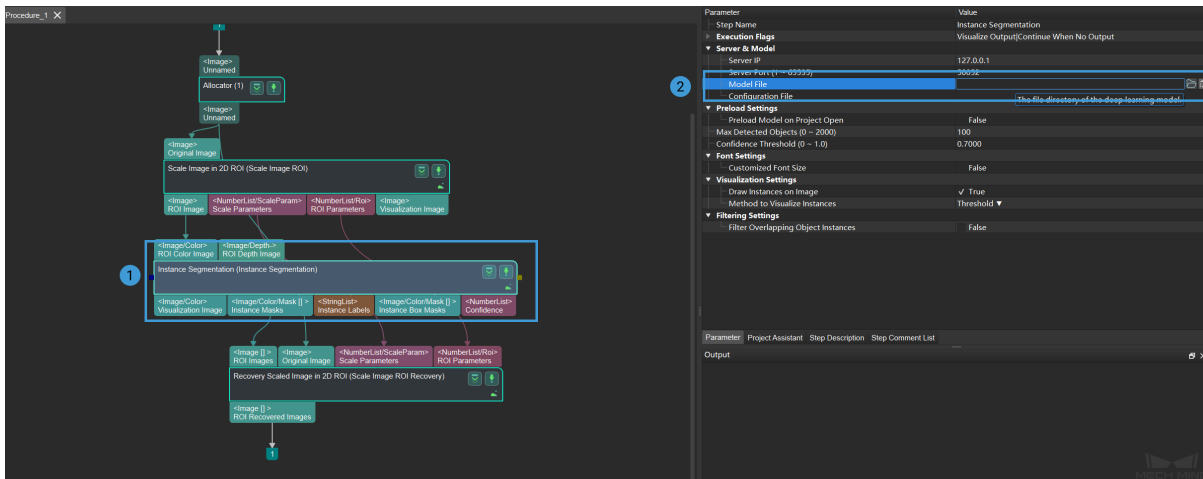 Procedure_1 X
<Image>
Unnamed
Allocator (1)
<Image>
Unnamed
<Image>
Original Image
Scale Image in 2D ROI (Scale Image ROI)
<Image> <NumberList/ScaleParam> <NumberList/Roi> <Image>
ROI Image Scale Parameters ROI Parameters Visualization Image
<Image/Color> <Image/Depth->
ROI Color Image ROI Depth Image
1
Instance Segmentation (Instance Segmentation)
<Image/Color> <Image/Color/Mask [] > <StringList> <Image/Color/Mask [] > <NumberList>
Visualization Image Instance Masks Instance Labels Instance Box Masks Confidence
<Image [] > <Image> <NumberList/ScaleParam> <NumberList/Roi>
ROI Images Original Image Scale Parameters ROI Parameters
Recovery Scaled Image in 2D ROI (Scale Image ROI Recovery)
<Image [] >
ROI Recovered Images
1
Parameter Value
Step Name Instance Segmentation
Execution Flags Visualize Output|Continue When No Output
Server & Model
Server IP 127.0.0.1
Server Port (1 ~ 65535) 50052
2
Model File
Configuration File
The file directory of the deep learning model.
Preload Settings
Preload Model on Project Open False
Max Detected Objects (0 ~ 2000) 100
Confidence Threshold (0 ~ 1.0) 0.7000
Font Settings
Customized Font Size False
Visualization Settings
Draw Instances on Image ✓ True
Method to Visualize Instances Threshold ▼
Filtering Settings
Filter Overlapping Object Instances False
Parameter Project Assistant Step Description Step Comment List
Output
MECH MIND